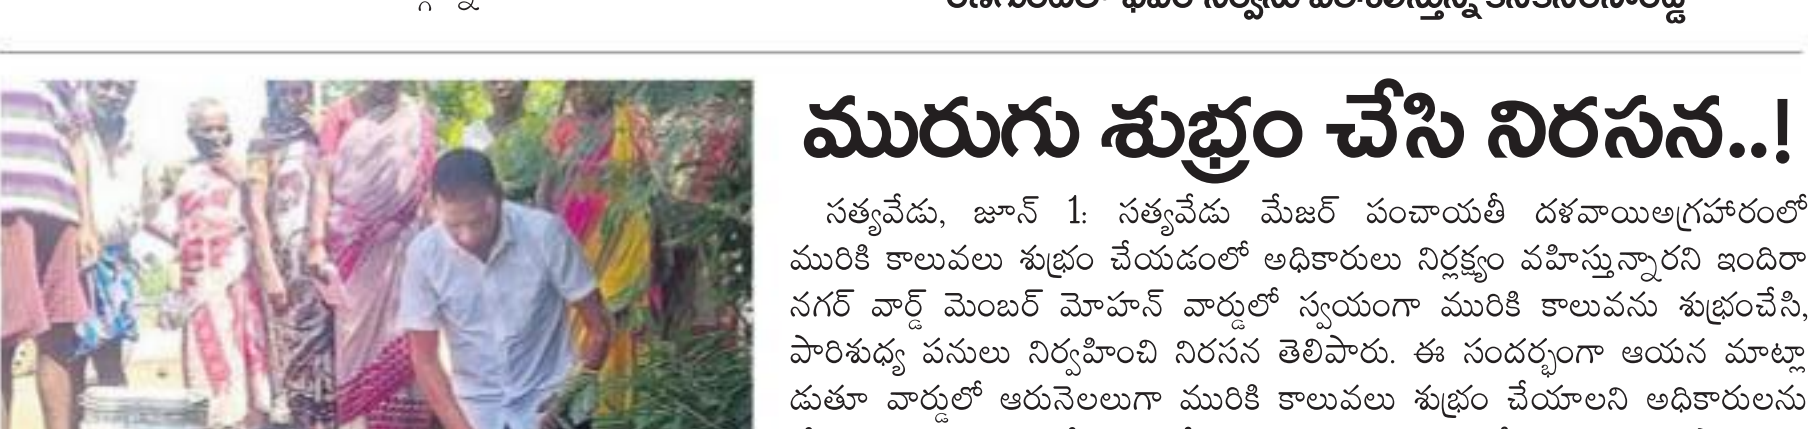 మురుగు శుభ్రం చేసి నిరసన..!
సత్యవేడు, జూన్ 1: సత్యవేడు మేజర్ పంచాయతీ దళవాయిఅగ్రహారంలో
మురికి కాలువలు శుభ్రం చేయడంలో అధికారులు నిర్లక్ష్యం వహిస్తున్నారని ఇందిరా
నగర్ వార్డ్ మెంబర్ మోహన్ వార్డులో స్వయంగా మురికి కాలువను శుభ్రంచేసి,
పారిశుధ్య పనులు నిర్వహించి నిరసన తెలిపారు. ఈ సందర్భంగా ఆయన మాట్లా
డుతూ వార్డులో ఆరునెలలుగా మురికి కాలువలు శుభ్రం చేయాలని అధికారులను